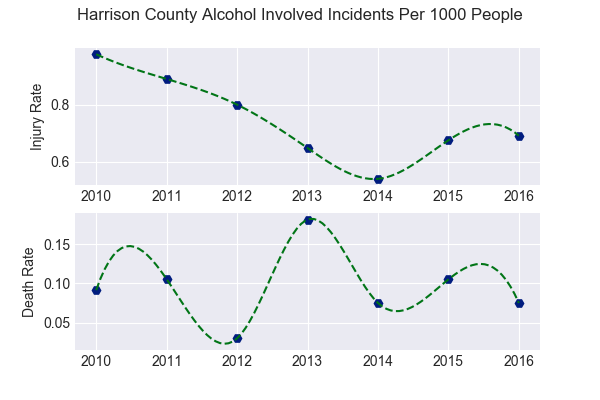 Harrison County Alcohol Involved Incidents Per 1000 People
Injury Rate
0.8
0.6
2010 2011 2012 2013 2014 2015 2016
Death Rate
0.15
0.10
0.05
2010 2011 2012 2013 2014 2015 2016